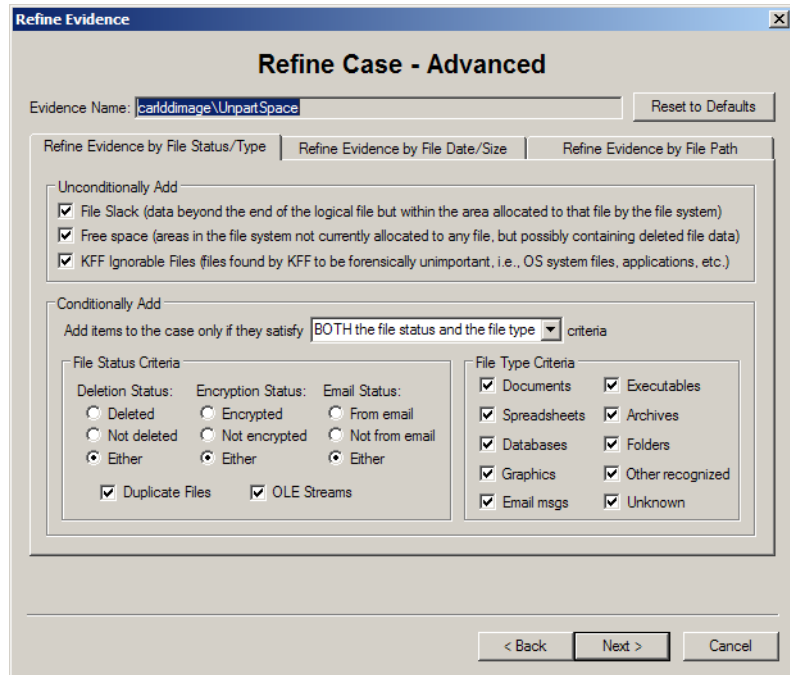 Refine Evidence
Refine Case - Advanced
Evidence Name: carlddimage\UnpartSpace
Reset to Defaults
Refine Evidence by File Status/Type
Refine Evidence by File Date/Size
Refine Evidence by File Path
Unconditionally Add
File Slack (data beyond the end of the logical file but within the area allocated to that file by the file system)
Free space (areas in the file system not currently allocated to any file, but possibly containing deleted file data)
KFF Ignorable Files (files found by KFF to be forensically unimportant, i.e., OS system files, applications, etc.)
Conditionally Add
Add items to the case only if they satisfy BOTH the file status and the file type criteria
File Status Criteria
Deletion Status: Encryption Status: Email Status:
Deleted Encrypted From email
Not deleted Not encrypted Not from email
Either Either Either
Duplicate Files OLE Streams
File Type Criteria
Documents Executables
Spreadsheets Archives
Databases Folders
Graphics Other recognized
Email msgs Unknown
< Back Next > Cancel